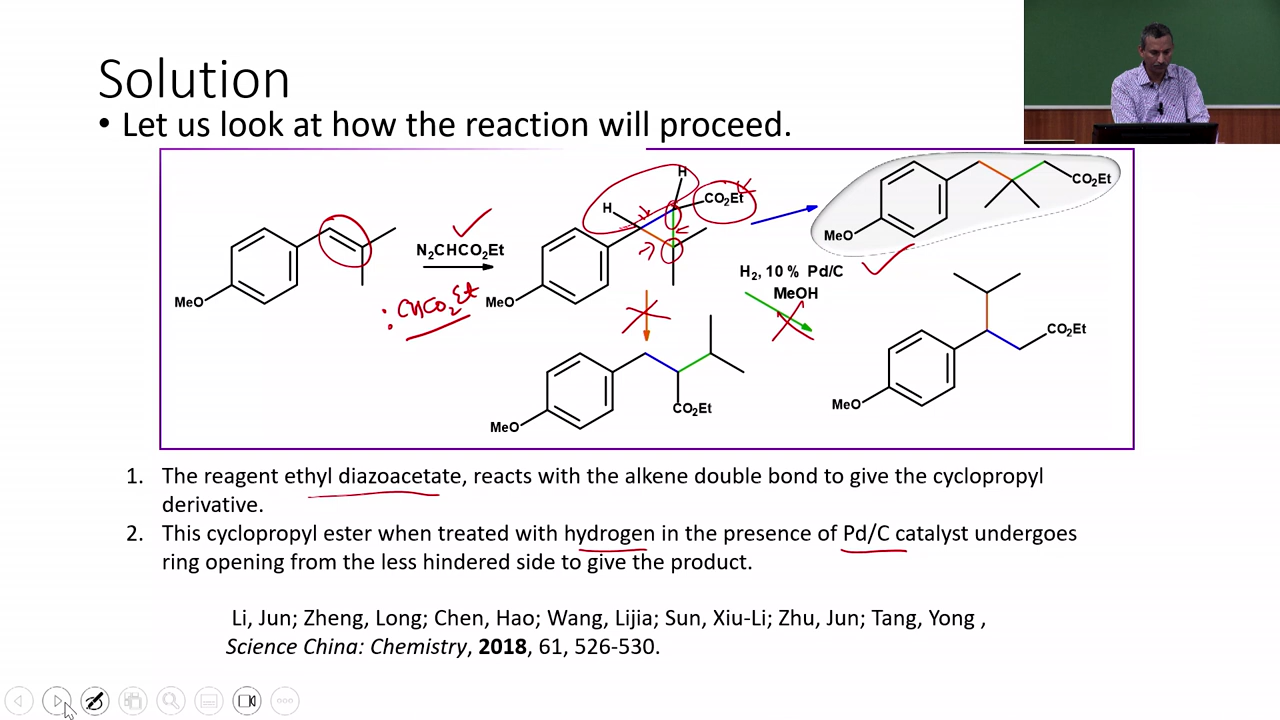 Solution
• Let us look at how the reaction will proceed.
H
H
CO₂Et
CO₂Et
MeO
N₂CHCO₂Et
:CHCO₂Et
MeO
MeO
H₂, 10 % Pd/C
MeOH
CO₂Et
MeO
CO₂Et
MeO
1. The reagent ethyl diazoacetate, reacts with the alkene double bond to give the cyclopropyl
derivative.
2. This cyclopropyl ester when treated with hydrogen in the presence of Pd/C catalyst undergoes
ring opening from the less hindered side to give the product.
Li, Jun; Zheng, Long; Chen, Hao; Wang, Lijia; Sun, Xiu-Li; Zhu, Jun; Tang, Yong ,
Science China: Chemistry, 2018, 61, 526-530.